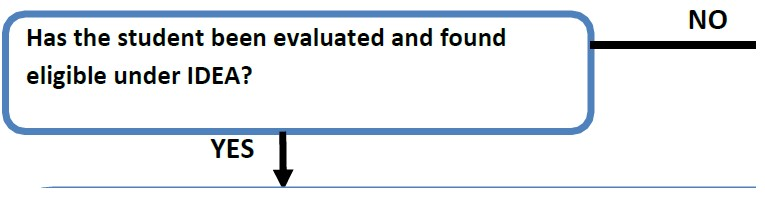 NO
Has the student been evaluated and found
eligible under IDEA?
YES